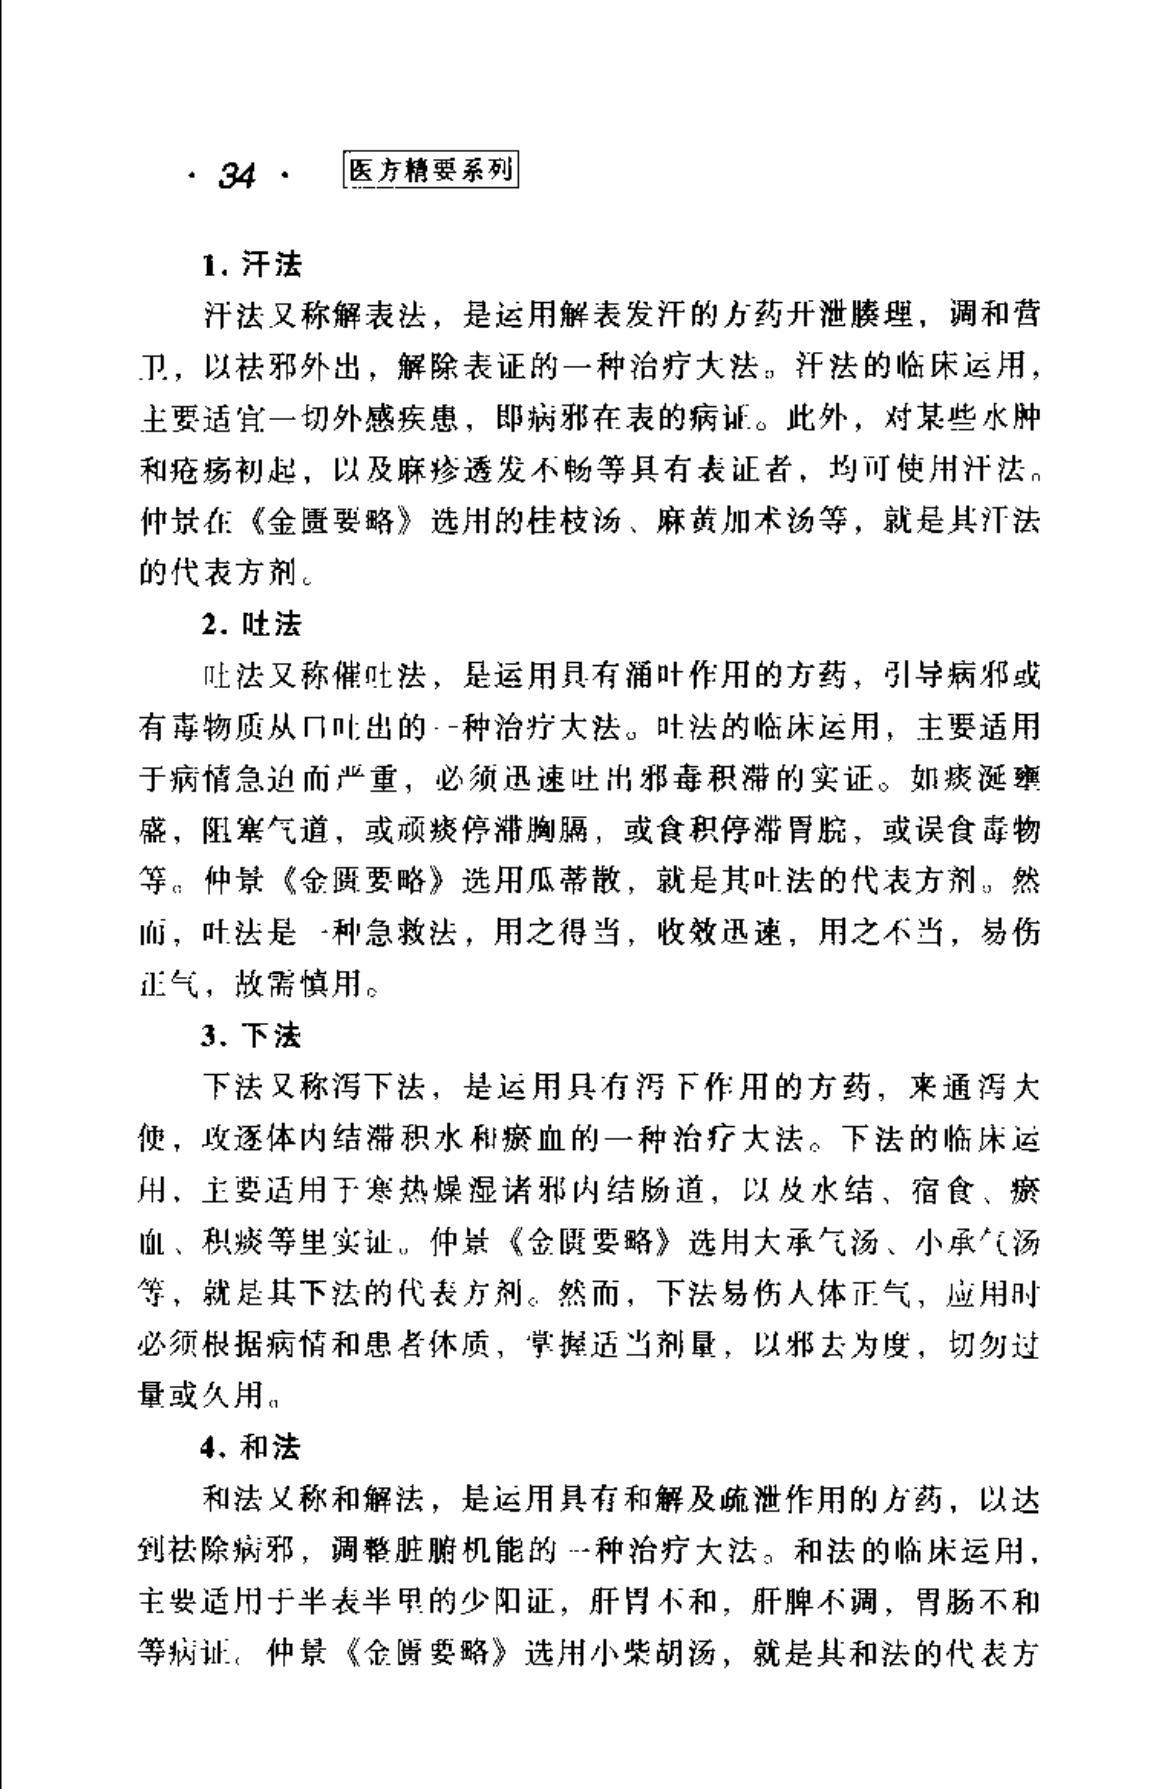 · 34 ·
医方精要系列
1. 汗法
汗法又称解表法，是运用解表发汗的方药开泄腠理，调和营
卫，以祛邪外出，解除表证的一种治疗大法。汗法的临床运用，
主要适宜一切外感疾患，即病邪在表的病证。此外，对某些水肿
和疮疡初起，以及麻疹透发不畅等具有表证者，均可使用汗法。
仲景在《金匮要略》选用的桂枝汤、麻黄加术汤等，就是其汗法
的代表方剂。
2. 吐法
吐法又称催吐法，是运用具有涌吐作用的方药，引导病邪或
有毒物质从口吐出的一种治疗大法。吐法的临床运用，主要适用
于病情急迫而严重，必须迅速吐出邪毒积滞的实证。如痰涎壅
盛，阻塞气道，或顽痰停滞胸膈，或食积停滞胃脘，或误食毒物
等。仲景《金匮要略》选用瓜蒂散，就是其吐法的代表方剂。然
而，吐法是一种急救法，用之得当，收效迅速，用之不当，易伤
正气，故需慎用。
3. 下法
下法又称泻下法，是运用具有泻下作用的方药，来通泻大
便，攻逐体内结滞积水和瘀血的一种治疗大法。下法的临床运
用，主要适用于寒热燥湿诸邪内结肠道，以及水结、宿食、瘀
血、积痰等里实证。仲景《金匮要略》选用大承气汤、小承气汤
等，就是其下法的代表方剂。然而，下法易伤人体正气，应用时
必须根据病情和患者体质，掌握适当剂量，以邪去为度，切勿过
量或久用。
4. 和法
和法又称和解法，是运用具有和解及疏泄作用的方药，以达
到祛除病邪，调整脏腑机能的一种治疗大法。和法的临床运用，
主要适用于半表半里的少阳证，肝胃不和，肝脾不调，胃肠不和
等病证。仲景《金匮要略》选用小柴胡汤，就是其和法的代表方